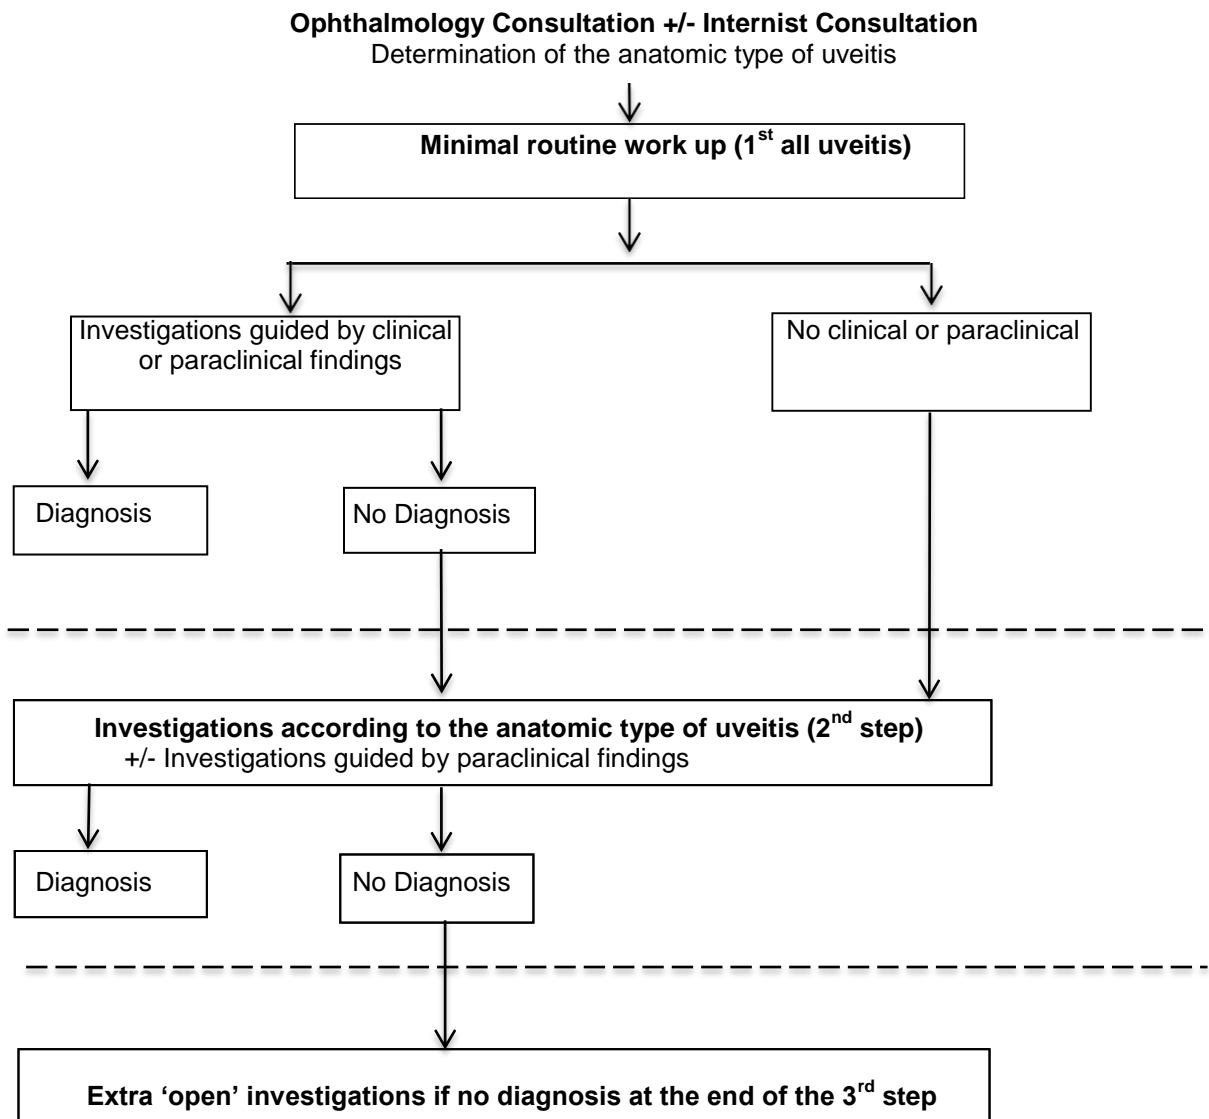 Ophthalmology Consultation +/- Internist Consultation
Determination of the anatomic type of uveitis
Minimal routine work up (1st all uveitis)
Investigations guided by clinical
or paraclinical findings
No clinical or paraclinical
Diagnosis
No Diagnosis
Investigations according to the anatomic type of uveitis (2nd step)
+/- Investigations guided by paraclinical findings
Diagnosis
No Diagnosis
Extra ‘open’ investigations if no diagnosis at the end of the 3rd step